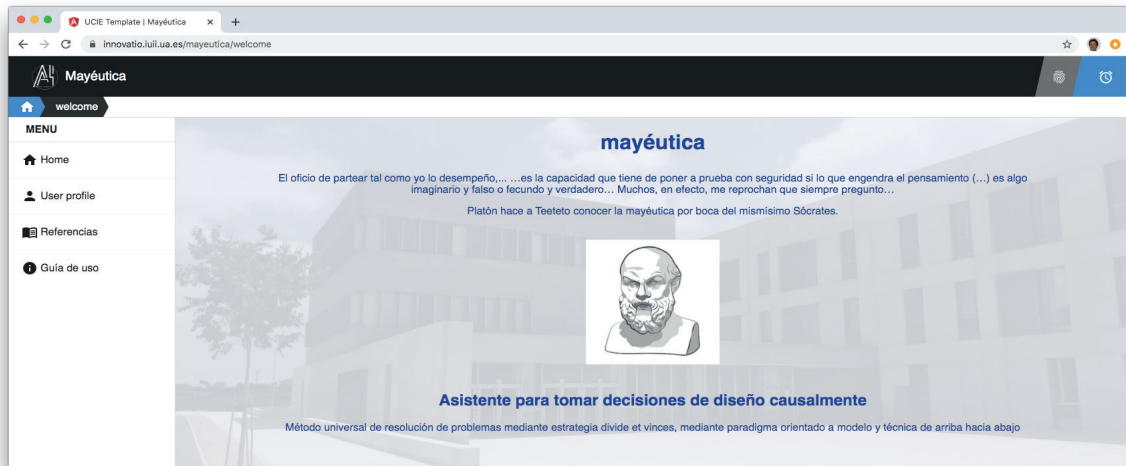 UCIE Template | Mayéutica
innovatio.iuii.ua.es/mayeutica/welcome
Mayéutica
welcome
MENU
Home
User profile
Referencias
Guía de uso
mayéutica
El oficio de partear tal como yo lo desempeño,... ...es la capacidad que tiene de poner a prueba con seguridad si lo que engendra el pensamiento (...) es algo
imaginario y falso o fecundo y verdadero... Muchos, en efecto, me reprochan que siempre pregunto...
Platón hace a Teeteto conocer la mayéutica por boca del mismísimo Sócrates.
Asistente para tomar decisiones de diseño causalmente
Método universal de resolución de problemas mediante estrategia divide et vinces, mediante paradigma orientado a modelo y técnica de arriba hacia abajo